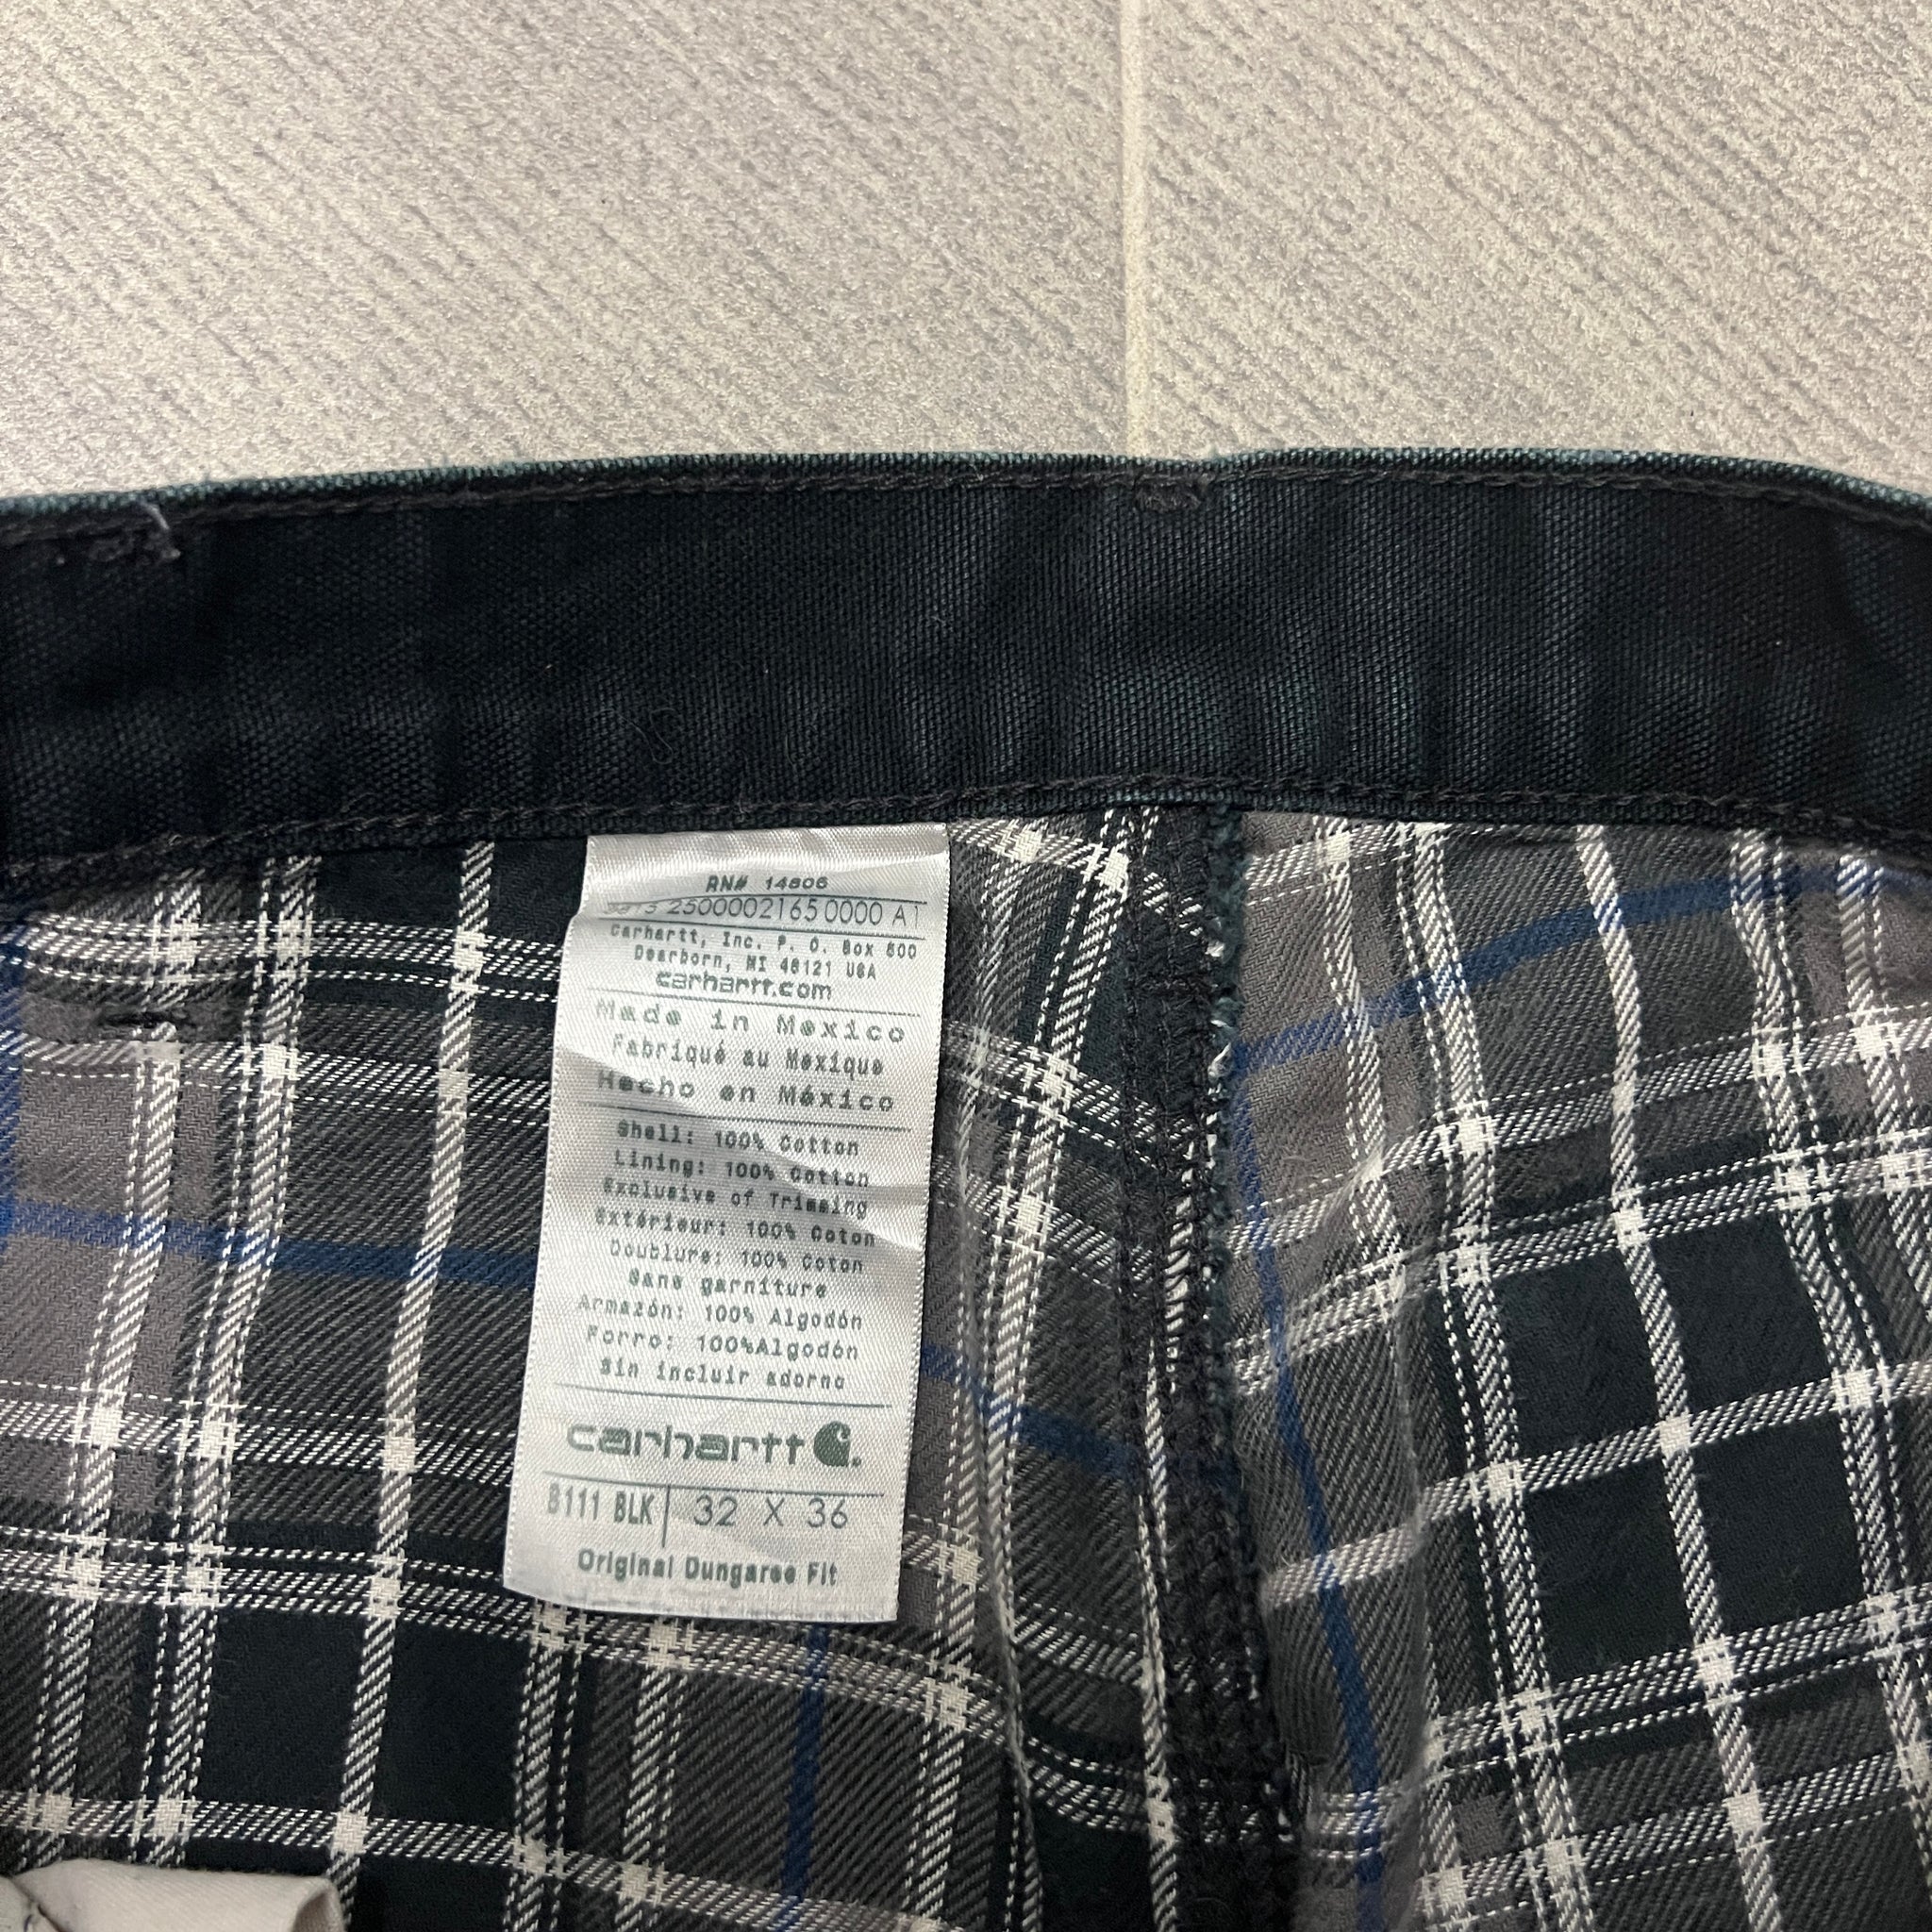 RN# 14806
2500002165 0000 A1
Carhartt, Inc. P. O. Box 600
Dearborn, MI 48121 USA
carhartt.com
Made in Mexico
Fabriqué au Mexique
Hecho en México
Shell: 100% Cotton
Lining: 100% Cotton
Exclusive of Trimming
Extérieur: 100% Coton
Doublure: 100% Coton
Sans garniture
Armazón: 100% Algodón
Forro: 100%Algodón
Sin incluir adorno
carhartt
B111 BLK 32 X 36
Original Dungaree Fit